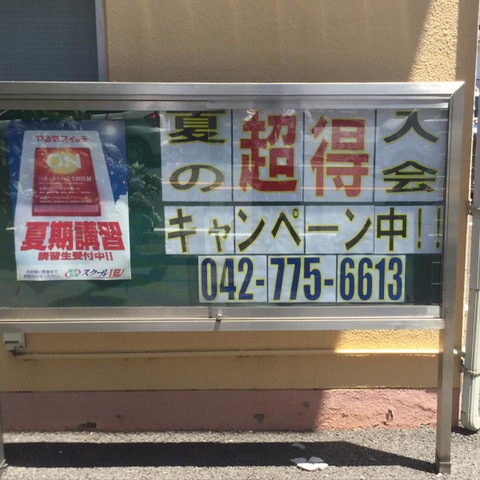 やる気スイッチ
ON
夏期講習
講習生受付中!!
スクールIE
夏の超得入会
キャンペーン中!!
042-775-6613